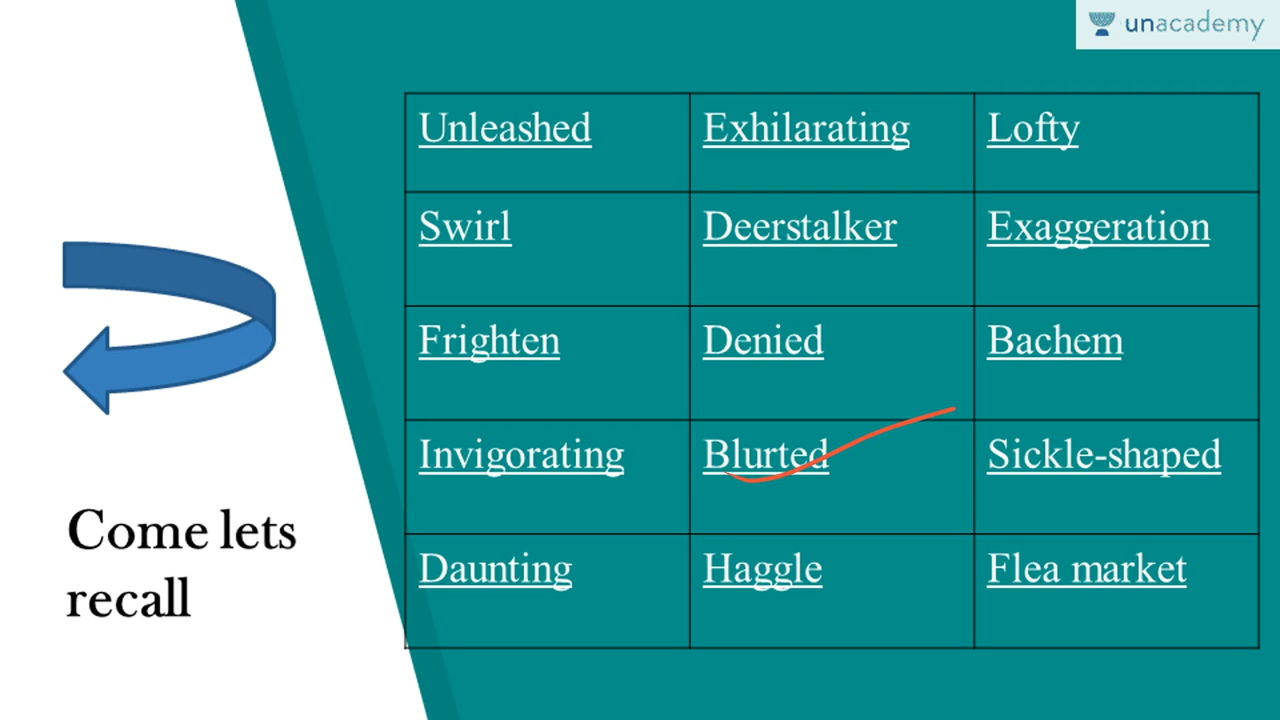 unacademy
Unleashed Exhilarating Lofty
Swirl Deerstalker Exaggeration
Frighten Denied Bachem
Invigorating Blurted Sickle-shaped
Daunting Haggle Flea market
Come lets
recall